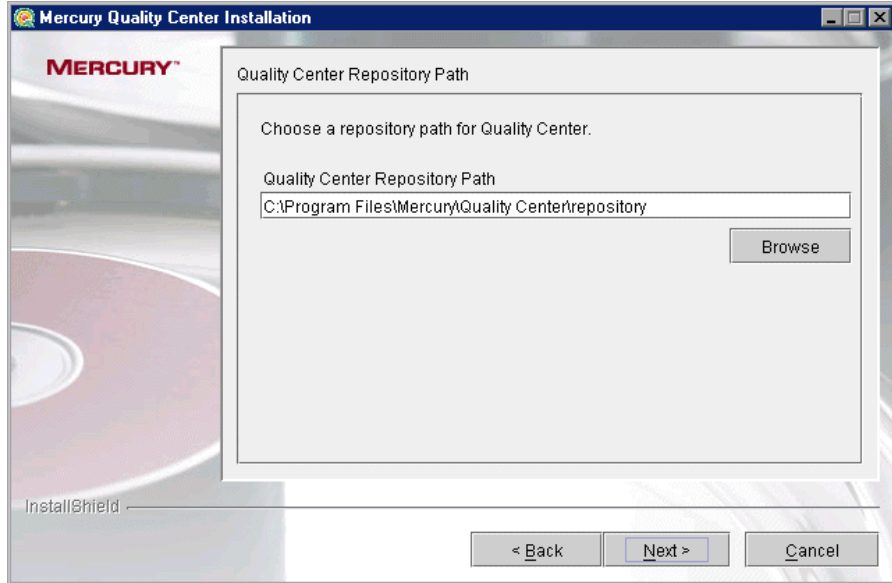 Mercury Quality Center Installation
MERCURY™
Quality Center Repository Path
Choose a repository path for Quality Center.
Quality Center Repository Path
C:\Program Files\Mercury\Quality Center\repository
Browse
InstallShield
< Back
Next >
Cancel